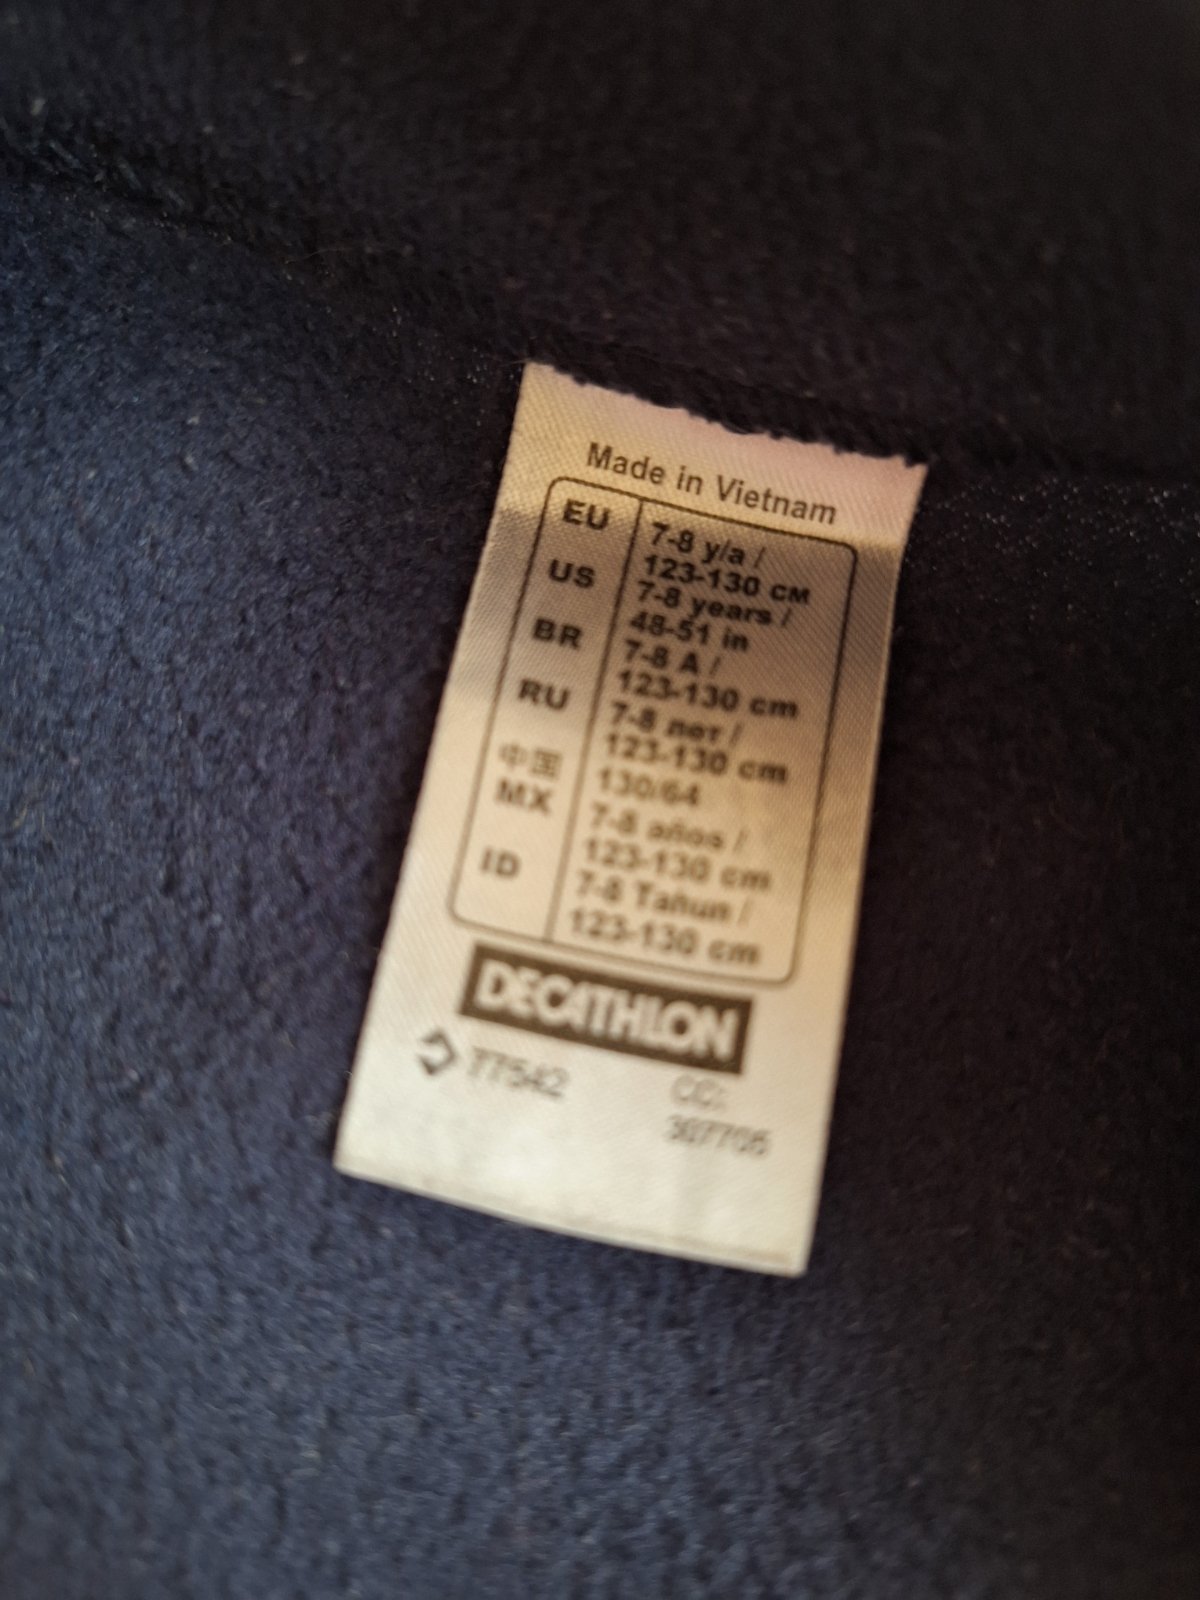 Made in Vietnam
EU 7-8 y/a /
123-130 см
US 7-8 years /
48-51 in
BR 7-8 A /
123-130 cm
RU 7-8 лет /
123-130 cm
中国 130/64
MX 7-8 años /
123-130 cm
ID 7-8 Tahun /
123-130 cm
DECATHLON
77542 CC:
307706